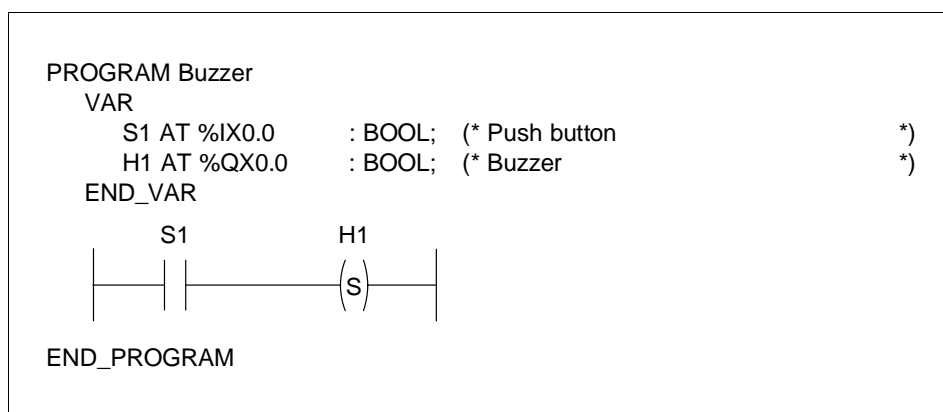 PROGRAM Buzzer
VAR
S1 AT %IX0.0 : BOOL; (* Push button *)
H1 AT %QX0.0 : BOOL; (* Buzzer *)
END_VAR
S1 H1
(S)
END_PROGRAM